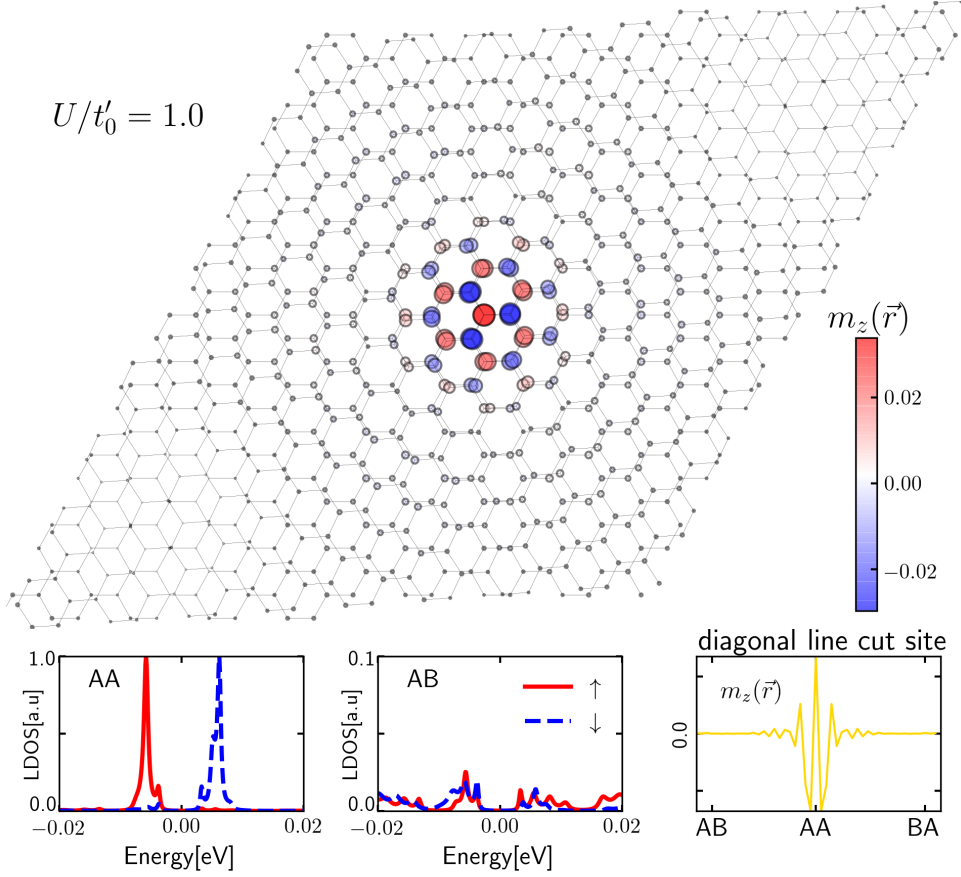 U/t′₀ = 1.0
m_z(r⃗)
0.02
0.00
−0.02
diagonal line cut site
1.0
AA
LDOS[a.u]
0.0
−0.02
0.00
0.02
Energy[eV]
0.1
AB
↑
↓
LDOS[a.u]
0.0
−0.02
0.00
0.02
Energy[eV]
m_z(r⃗)
0.0
AB
AA
BA